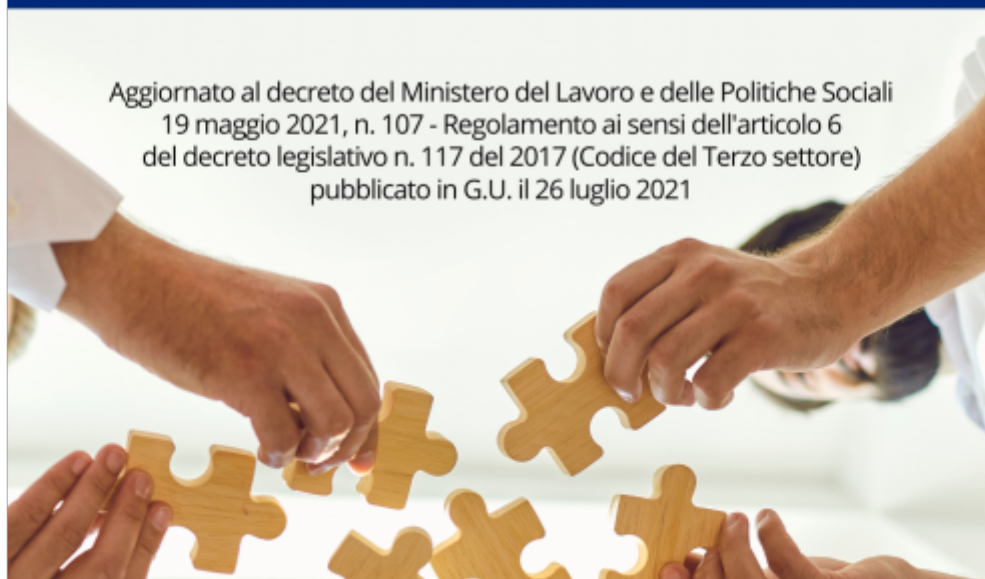 Aggiornato al decreto del Ministero del Lavoro e delle Politiche Sociali
19 maggio 2021, n. 107 - Regolamento ai sensi dell'articolo 6
del decreto legislativo n. 117 del 2017 (Codice del Terzo settore)
pubblicato in G.U. il 26 luglio 2021